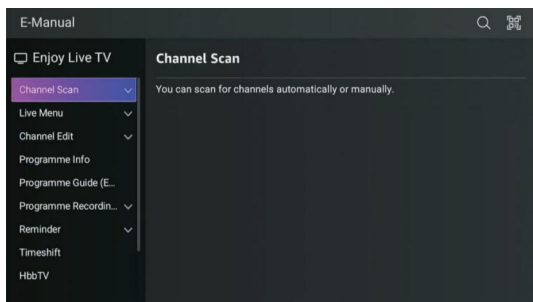 E-Manual
Enjoy Live TV
Channel Scan
Live Menu
Channel Edit
Programme Info
Programme Guide (E...
Programme Recordin...
Reminder
Timeshift
HbbTV
Channel Scan
You can scan for channels automatically or manually.